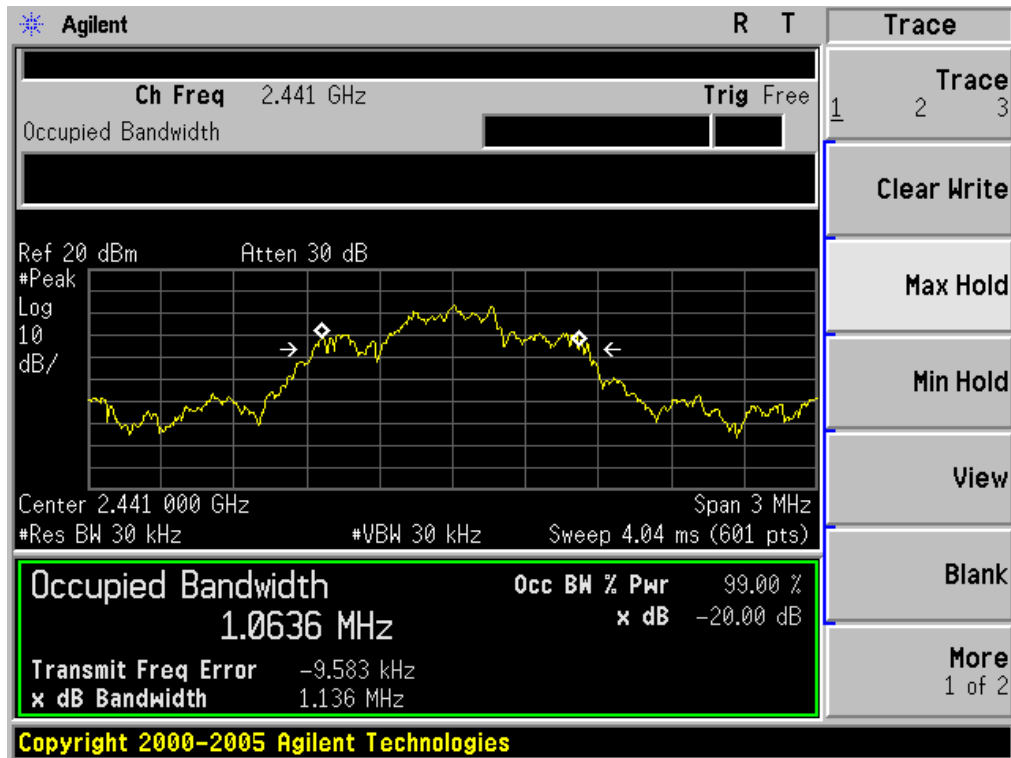 Agilent R T Trace
Ch Freq 2.441 GHz Trig Free
Occupied Bandwidth
Trace
1 2 3
Clear Write
Max Hold
Min Hold
View
Blank
More
1 of 2
Ref 20 dBm Atten 30 dB
#Peak
Log
10
dB/
Center 2.441 000 GHz Span 3 MHz
#Res BW 30 kHz #VBW 30 kHz Sweep 4.04 ms (601 pts)
Occupied Bandwidth Occ BW % Pwr 99.00 %
1.0636 MHz x dB -20.00 dB
Transmit Freq Error -9.583 kHz
x dB Bandwidth 1.136 MHz
Copyright 2000-2005 Agilent Technologies